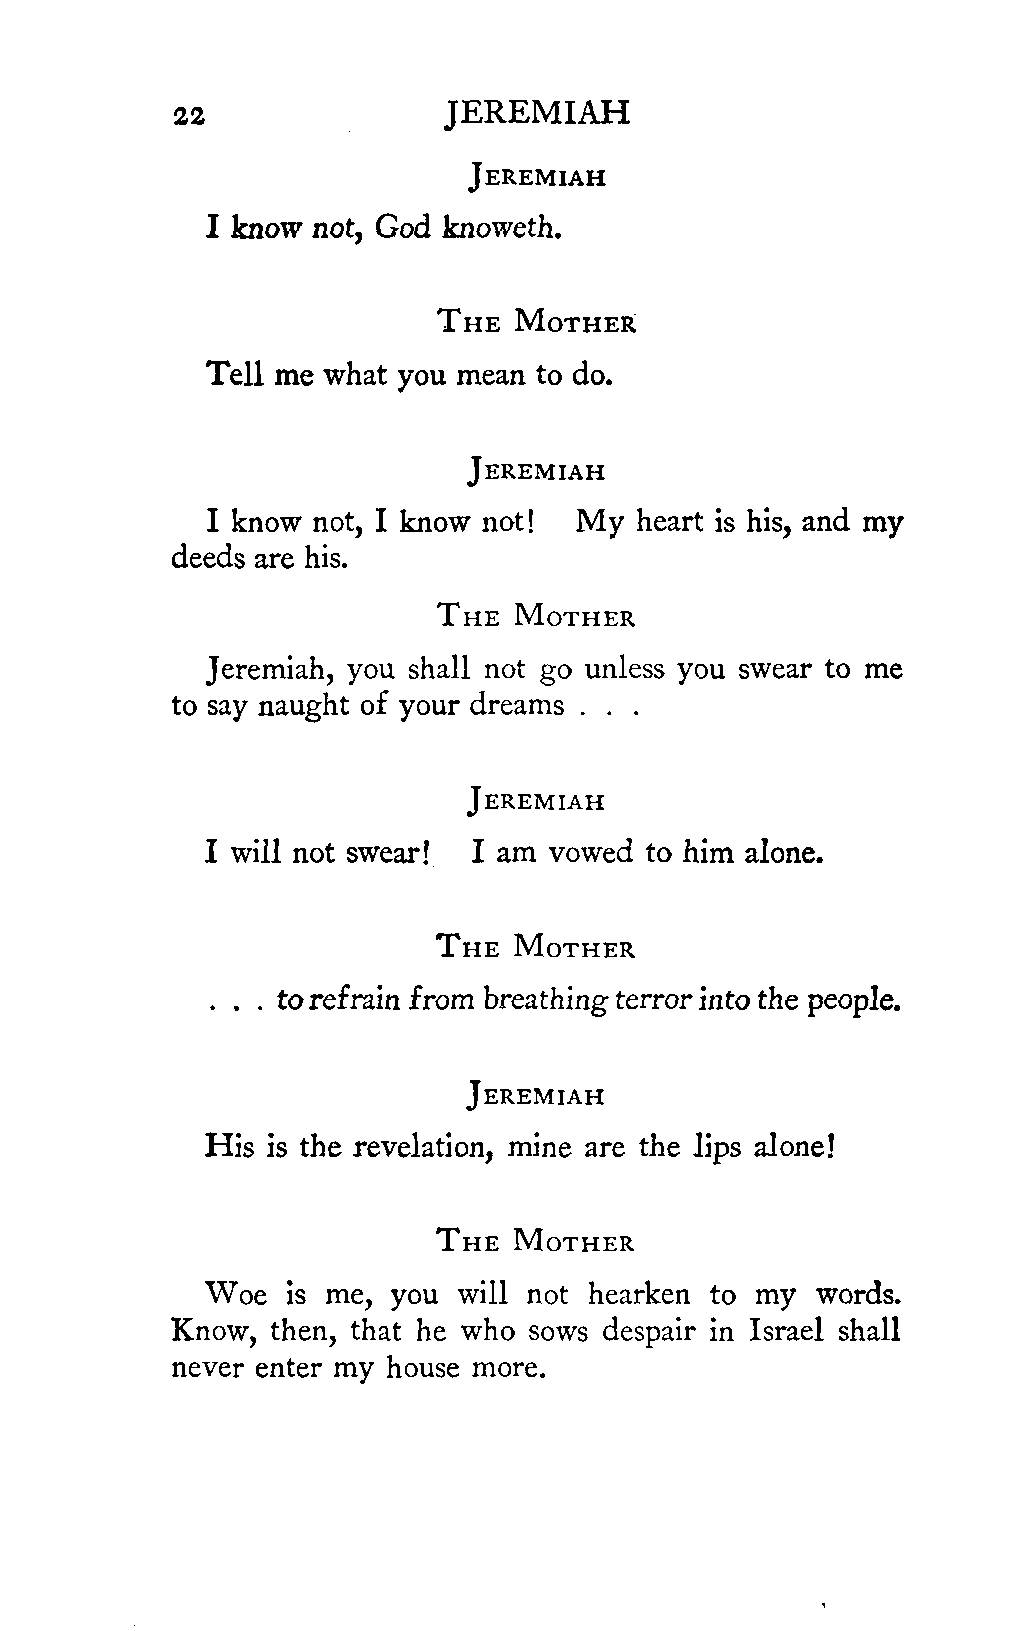 22 JEREMIAH
JEREMIAH
I know not, God knoweth.
THE MOTHER
Tell me what you mean to do.
JEREMIAH
I know not, I know not! My heart is his, and my
deeds are his.
THE MOTHER
Jeremiah, you shall not go unless you swear to me
to say naught of your dreams . . .
JEREMIAH
I will not swear! I am vowed to him alone.
THE MOTHER
. . . to refrain from breathing terror into the people.
JEREMIAH
His is the revelation, mine are the lips alone!
THE MOTHER
Woe is me, you will not hearken to my words.
Know, then, that he who sows despair in Israel shall
never enter my house more.